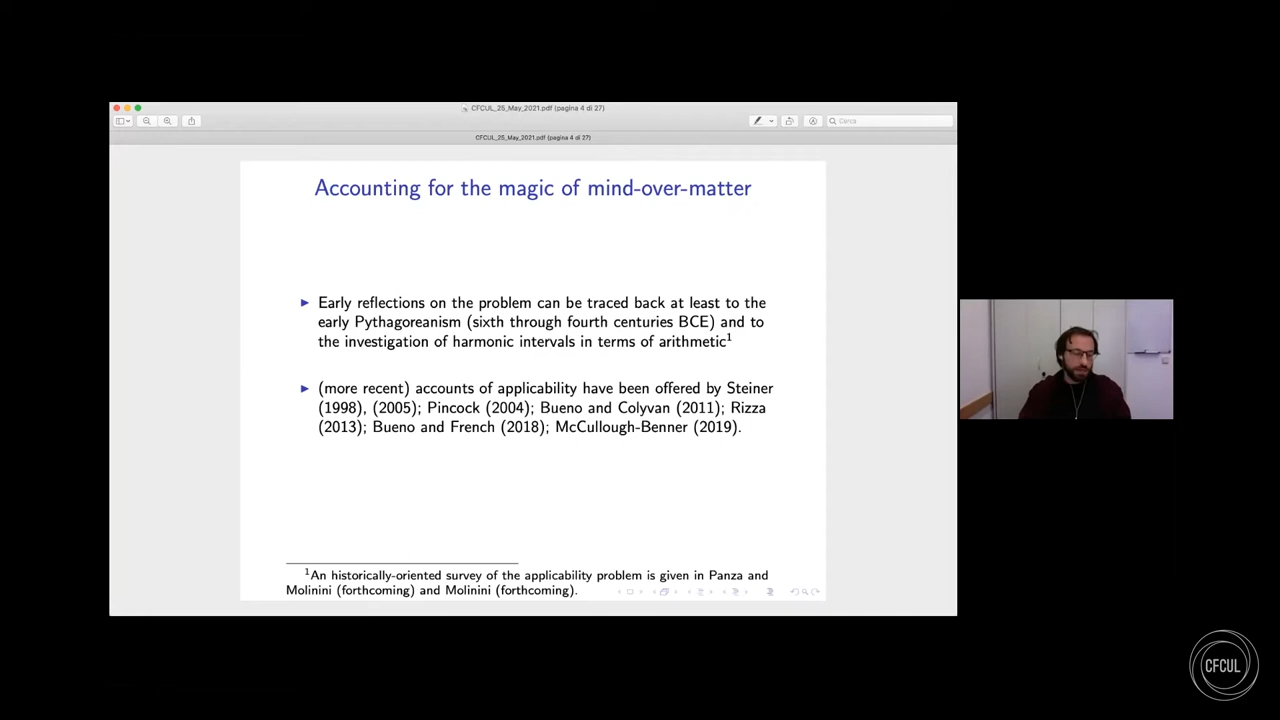 CFCUL_25_May_2021.pdf (pagina 4 di 27)
Cerca
CFCUL_25_May_2021.pdf (pagina 4 di 27)
Accounting for the magic of mind-over-matter
Early reflections on the problem can be traced back at least to the
early Pythagoreanism (sixth through fourth centuries BCE) and to
the investigation of harmonic intervals in terms of arithmetic¹
(more recent) accounts of applicability have been offered by Steiner
(1998), (2005); Pincock (2004); Bueno and Colyvan (2011); Rizza
(2013); Bueno and French (2018); McCullough-Benner (2019).
¹An historically-oriented survey of the applicability problem is given in Panza and
Molinini (forthcoming) and Molinini (forthcoming).
CFCUL